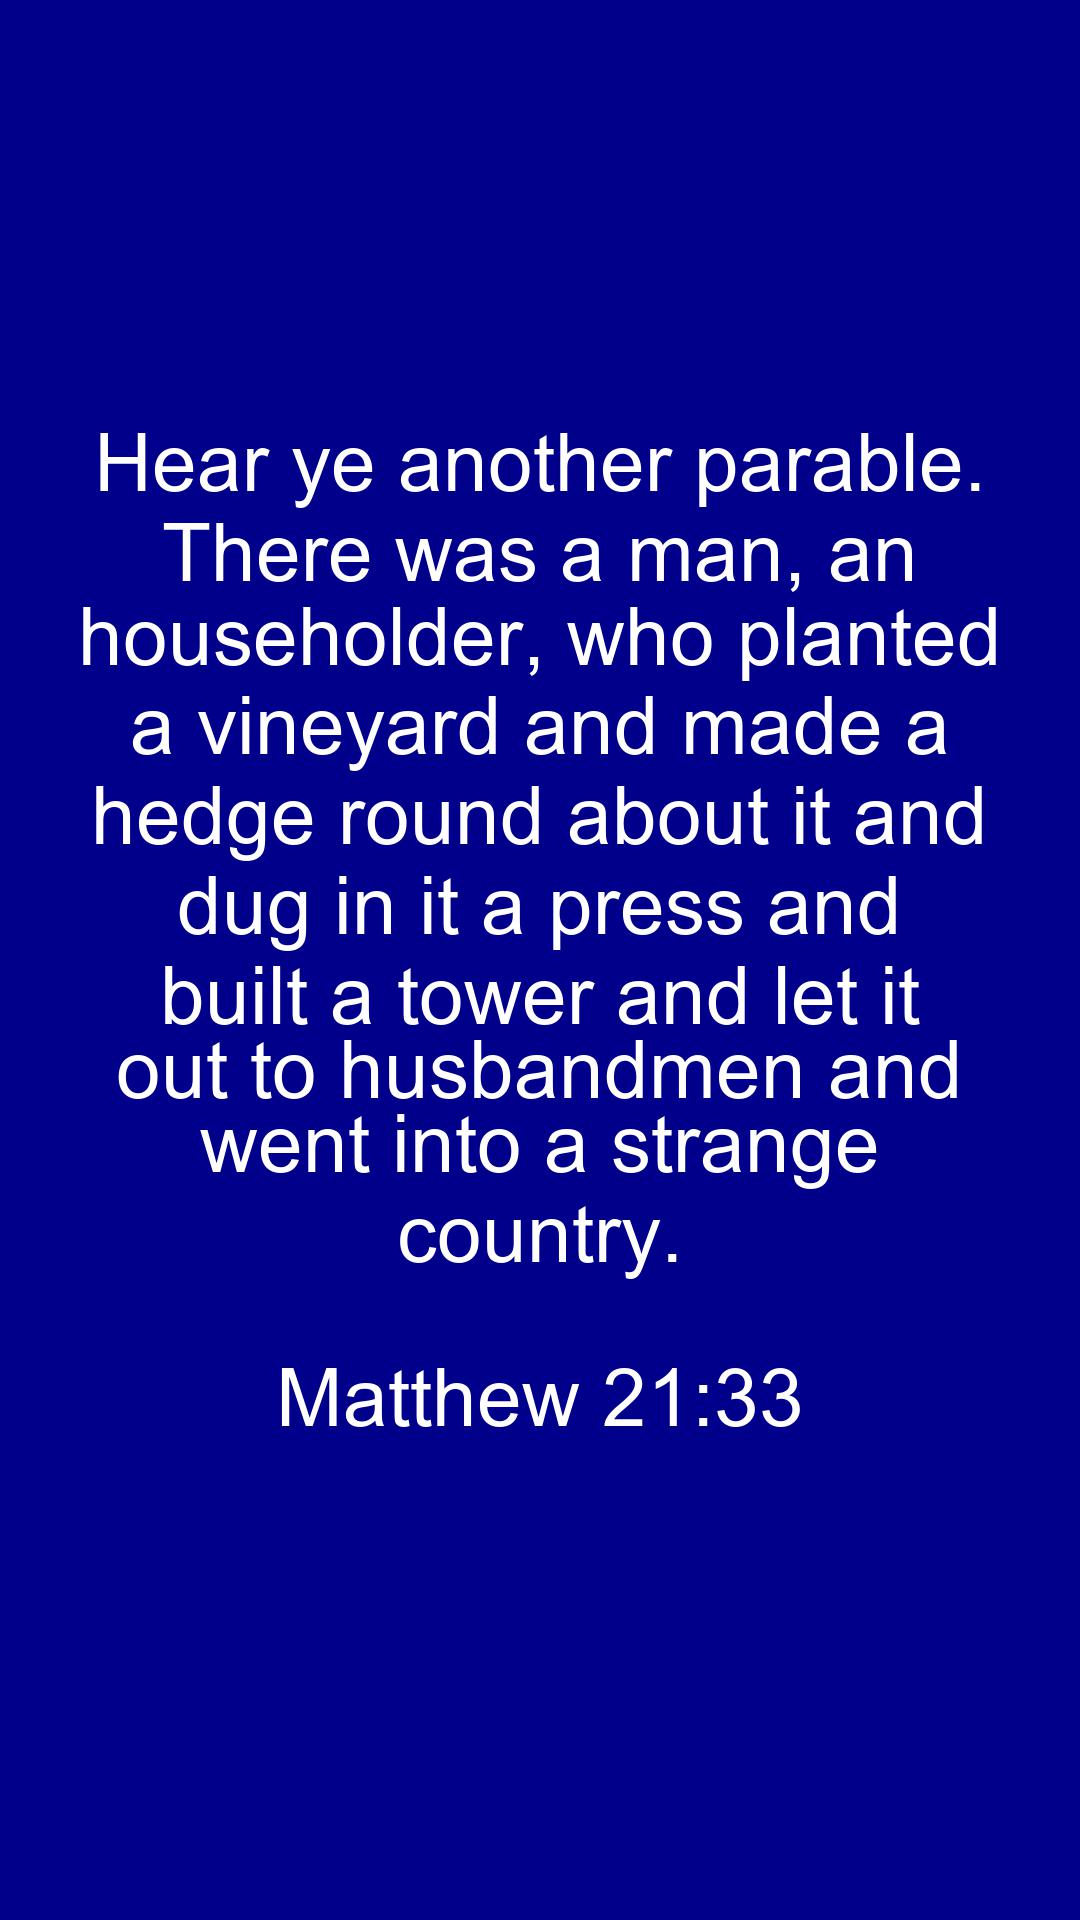 Hear ye another parable.
There was a man, an
householder, who planted
a vineyard and made a
hedge round about it and
dug in it a press and
built a tower and let it
out to husbandmen and
went into a strange
country.
Matthew 21:33